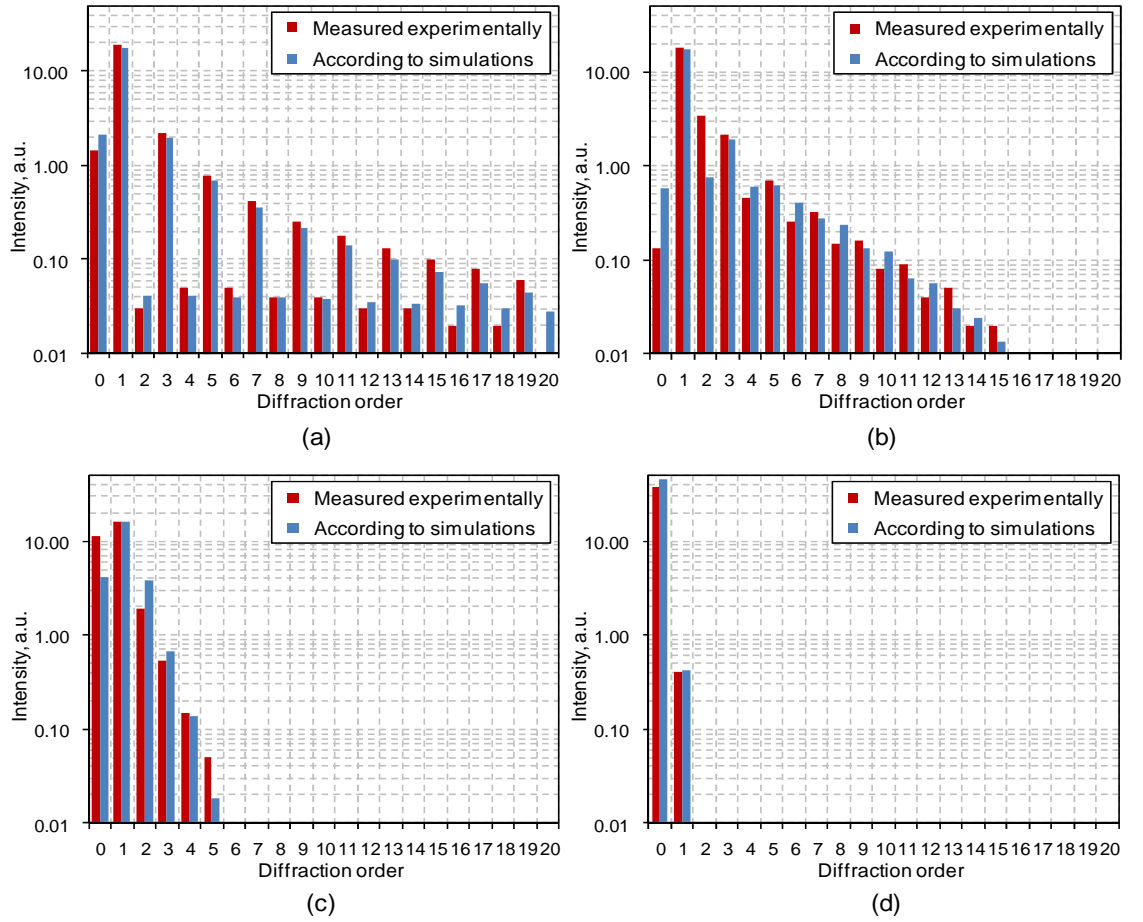 Measured experimentally
According to simulations
Intensity, a.u.
10.00
1.00
0.10
0.01
0 1 2 3 4 5 6 7 8 9 10 11 12 13 14 15 16 17 18 19 20
Diffraction order
(a)
Measured experimentally
According to simulations
Intensity, a.u.
10.00
1.00
0.10
0.01
0 1 2 3 4 5 6 7 8 9 10 11 12 13 14 15 16 17 18 19 20
Diffraction order
(b)
Measured experimentally
According to simulations
Intensity, a.u.
10.00
1.00
0.10
0.01
0 1 2 3 4 5 6 7 8 9 10 11 12 13 14 15 16 17 18 19 20
Diffraction order
(c)
Measured experimentally
According to simulations
Intensity, a.u.
10.00
1.00
0.10
0.01
0 1 2 3 4 5 6 7 8 9 10 11 12 13 14 15 16 17 18 19 20
Diffraction order
(d)